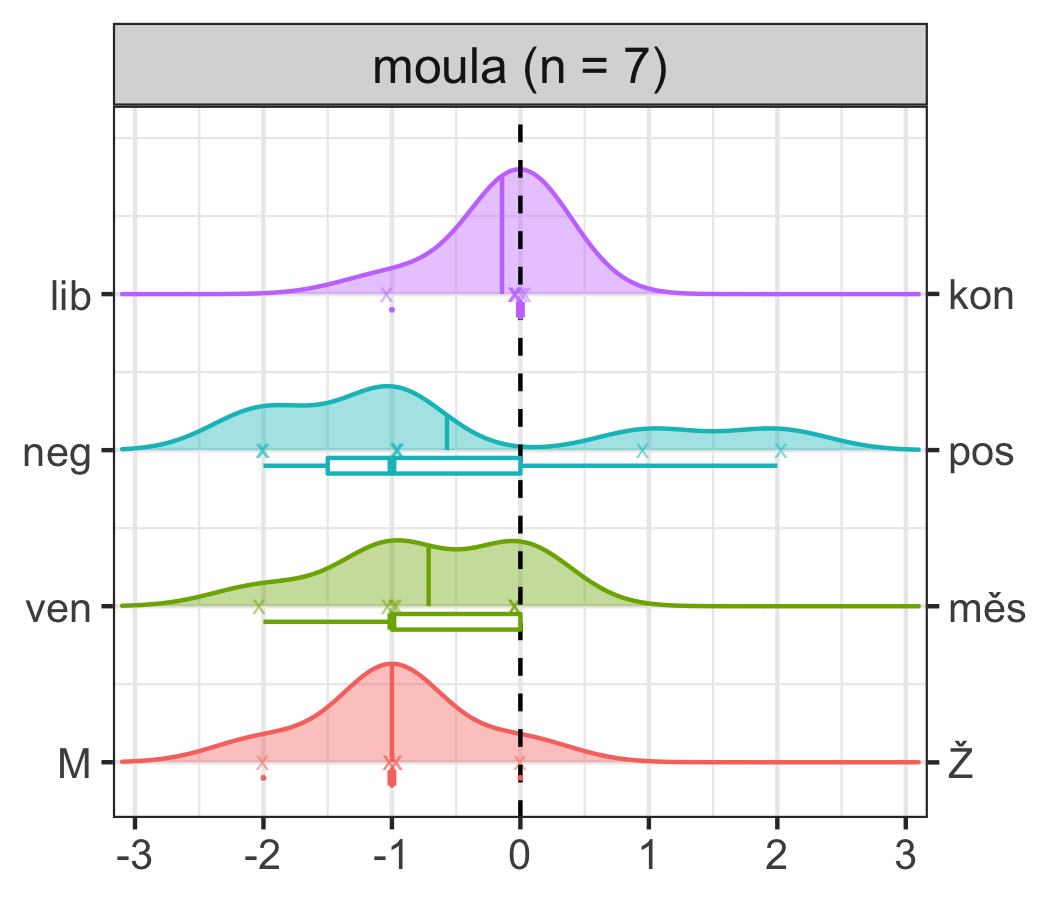 moula (n = 7)
lib kon
neg pos
ven měs
M Ž
-3 -2 -1 0 1 2 3